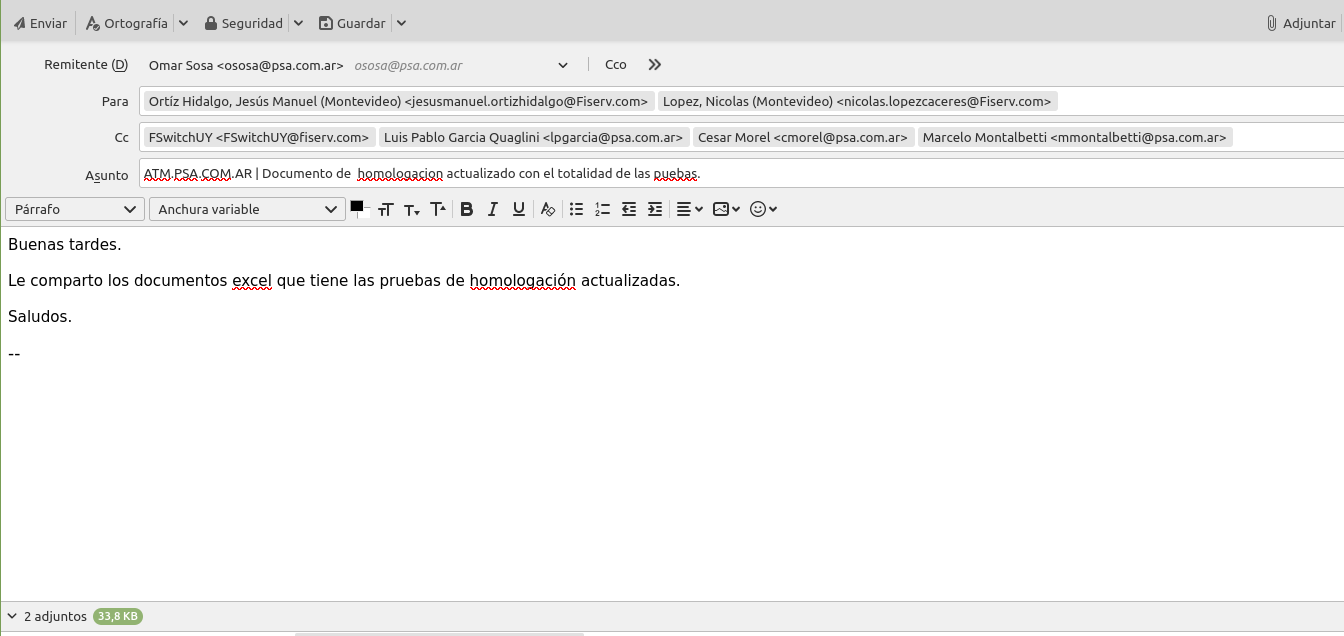 Enviar Ortografía Seguridad Guardar Adjuntar
Remitente (D) Omar Sosa <ososa@psa.com.ar> ososa@psa.com.ar Cco
Para Ortíz Hidalgo, Jesús Manuel (Montevideo) <jesusmanuel.ortizhidalgo@Fiserv.com> Lopez, Nicolas (Montevideo) <nicolas.lopezcaceres@Fiserv.com>
Cc FSwitchUY <FSwitchUY@fiserv.com> Luis Pablo Garcia Quaglini <lpgarcia@psa.com.ar> Cesar Morel <cmorel@psa.com.ar> Marcelo Montalbetti <mmontalbetti@psa.com.ar>
Asunto ATM.PSA.COM.AR | Documento de  homologacion actualizado con el totalidad de las puebas.
Párrafo Anchura variable
Buenas tardes.
Le comparto los documentos excel que tiene las pruebas de homologación actualizadas.
Saludos.
--
2 adjuntos 33,8 KB